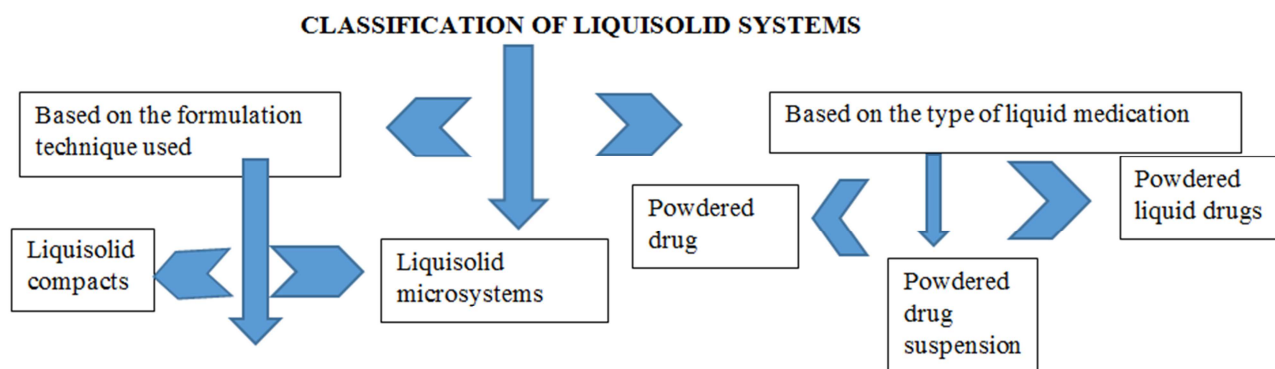 CLASSIFICATION OF LIQUISOLID SYSTEMS
Based on the formulation
technique used
Based on the type of liquid medication
Liquisolid
compacts
Liquisolid
microsystems
Powdered
drug
Powdered
drug
suspension
Powdered
liquid drugs